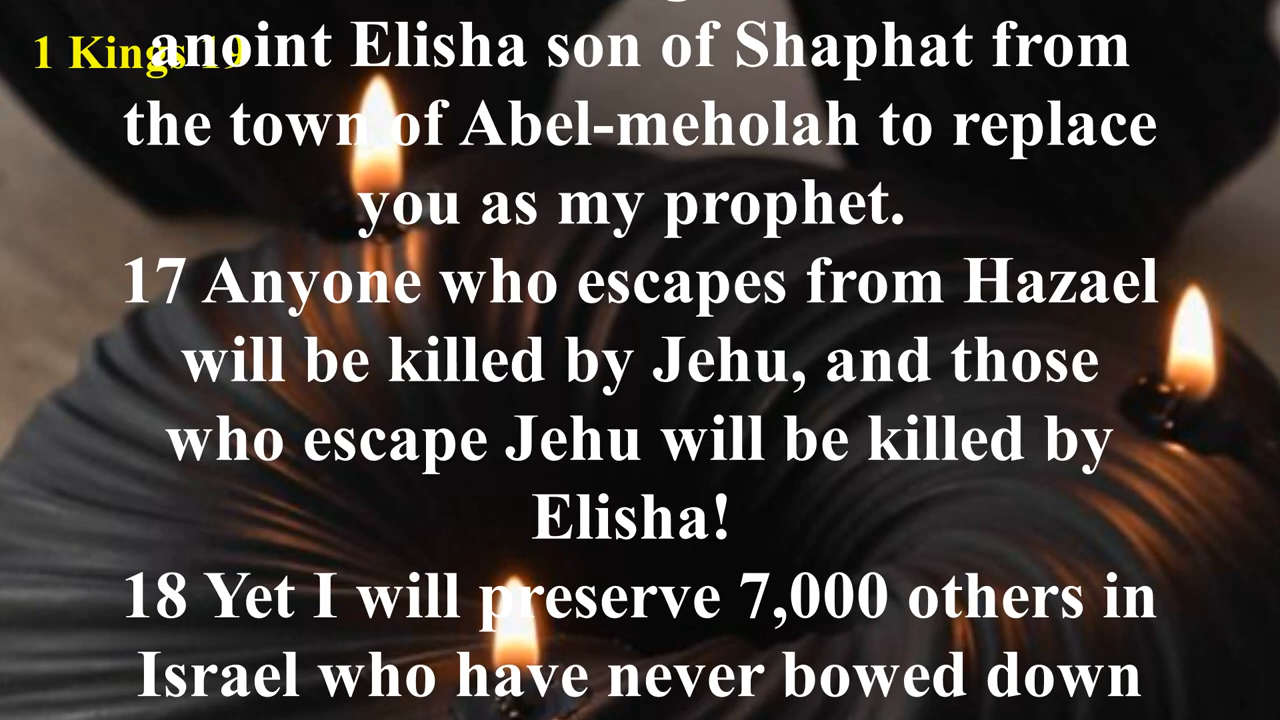 1 Kings 19
anoint Elisha son of Shaphat from
the town of Abel-meholah to replace
you as my prophet.
17 Anyone who escapes from Hazael
will be killed by Jehu, and those
who escape Jehu will be killed by
Elisha!
18 Yet I will preserve 7,000 others in
Israel who have never bowed down